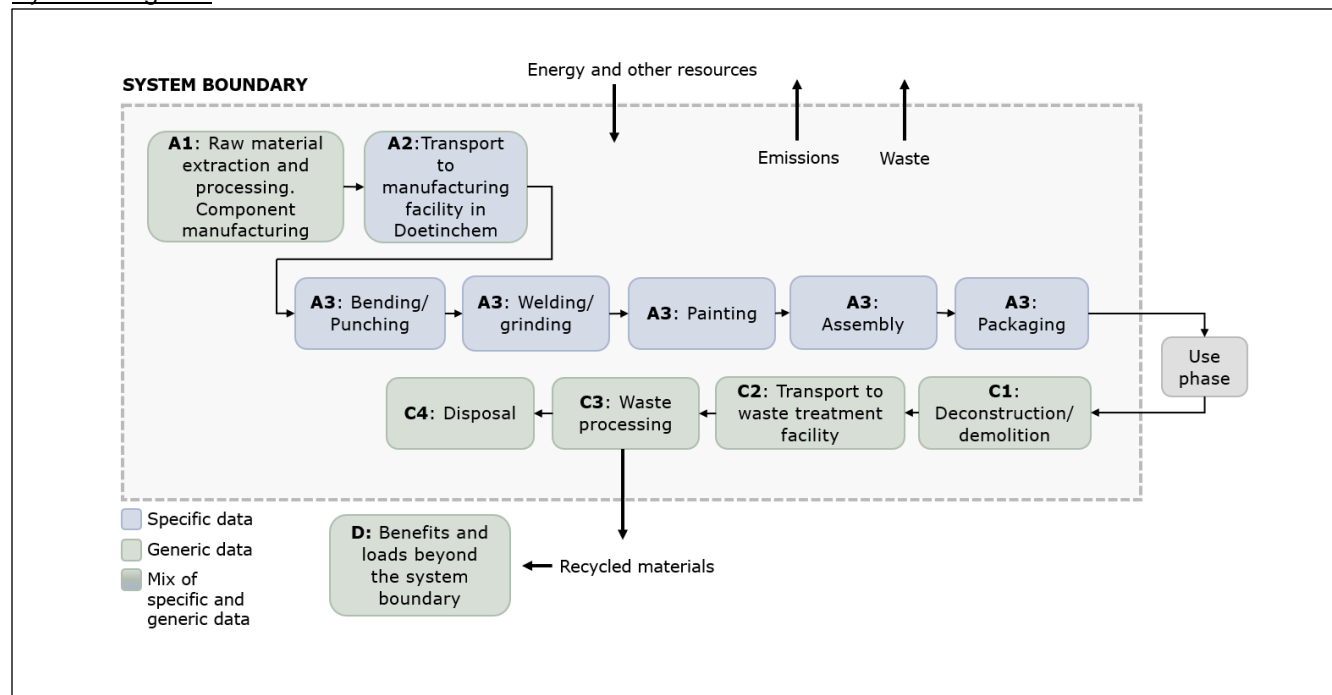 SYSTEM BOUNDARY
Energy and other resources
Emissions
Waste
A1: Raw material
extraction and
processing.
Component
manufacturing
A2:Transport
to
manufacturing
facility in
Doetinchem
A3: Bending/
Punching
A3: Welding/
grinding
A3: Painting
A3:
Assembly
A3:
Packaging
Use
phase
C4: Disposal
C3: Waste
processing
C2: Transport to
waste treatment
facility
C1:
Deconstruction/
demolition
Specific data
Generic data
Mix of
specific and
generic data
D: Benefits and
loads beyond
the system
boundary
Recycled materials